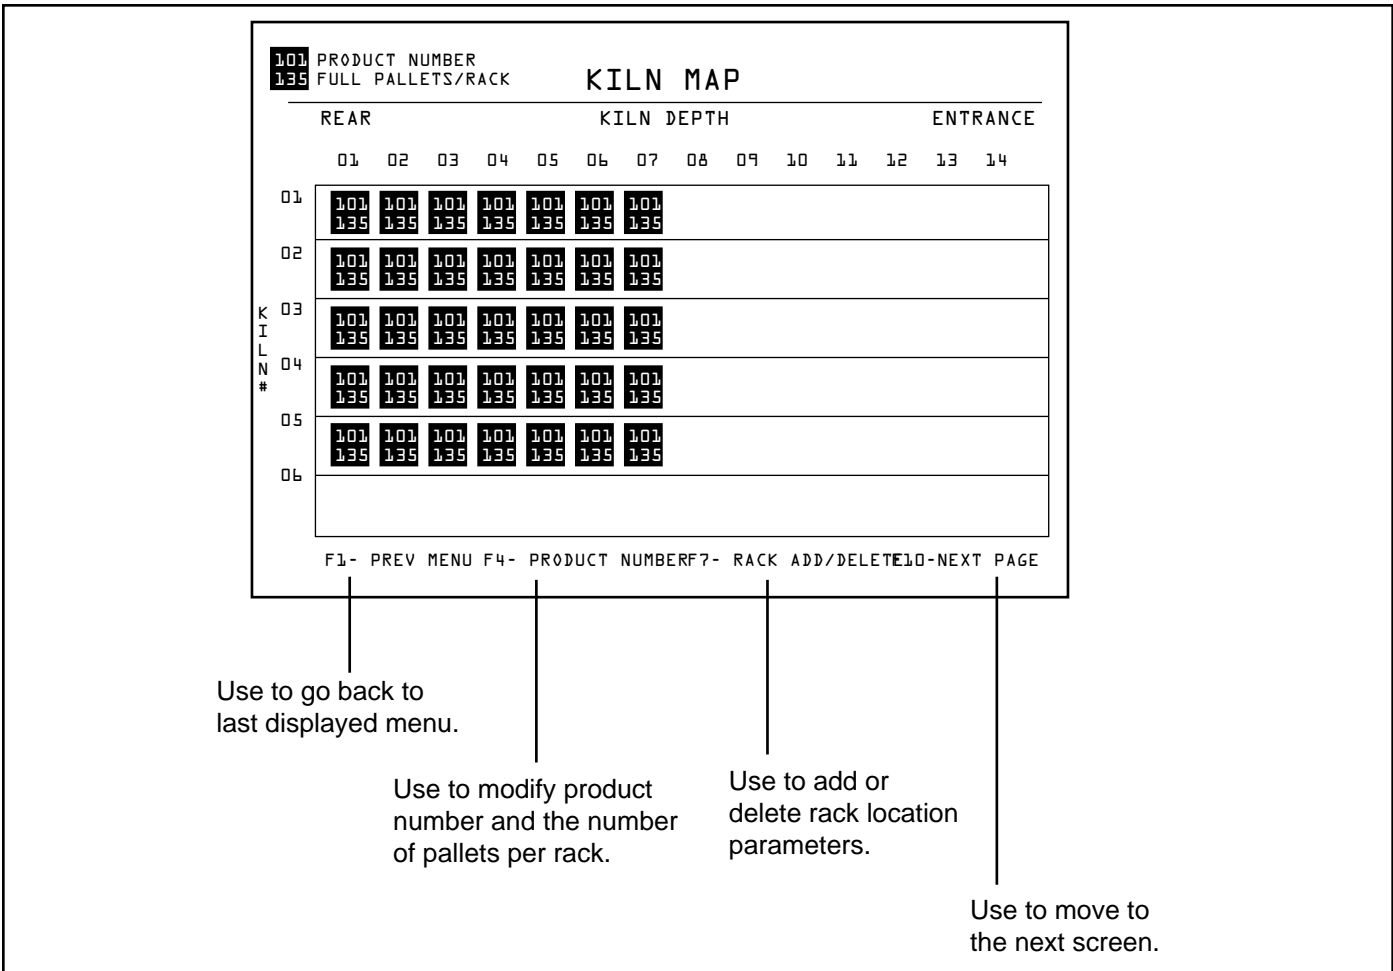 101 PRODUCT NUMBER
135 FULL PALLETS/RACK
KILN MAP
REAR KILN DEPTH ENTRANCE
01 02 03 04 05 06 07 08 09 10 11 12 13 14
01
101 101 101 101 101 101 101
135 135 135 135 135 135 135
02
101 101 101 101 101 101 101
135 135 135 135 135 135 135
KILN#
03
101 101 101 101 101 101 101
135 135 135 135 135 135 135
04
101 101 101 101 101 101 101
135 135 135 135 135 135 135
05
101 101 101 101 101 101 101
135 135 135 135 135 135 135
06
F1- PREV MENU F4- PRODUCT NUMBERF7- RACK ADD/DELETEF10-NEXT PAGE
Use to go back to
last displayed menu.
Use to modify product
number and the number
of pallets per rack.
Use to add or
delete rack location
parameters.
Use to move to
the next screen.